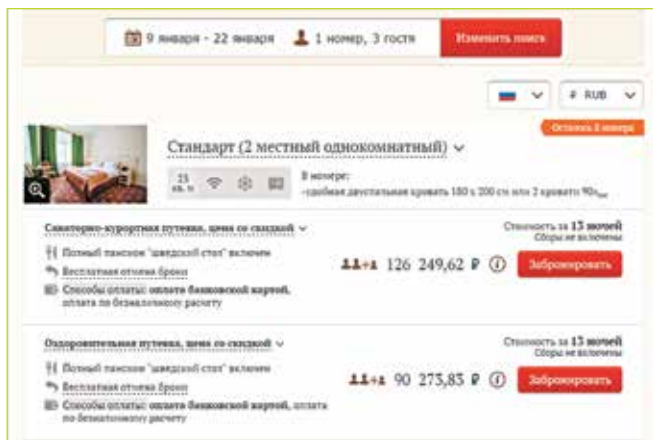 9 января - 22 января
1 номер, 3 гостя
Изменить поиск
₽ RUB
Осталось 2 номера
Стандарт (2 местный однокомнатный)
23 кв. м
В номере:
-удобная двуспальная кровать 180 х 200 см или 2 кровати 90х
Санаторно-курортная путевка, цена со скидкой
Стоимость за 13 ночей
Сборы не включены
Полный пансион "шведский стол" включен
Бесплатная отмена брони
126 249,62 ₽
Забронировать
Способы оплаты: оплата банковской картой,
оплата по безналичному расчету
Оздоровительная путевка, цена со скидкой
Стоимость за 13 ночей
Сборы не включены
Полный пансион "шведский стол" включен
Бесплатная отмена брони
90 273,83 ₽
Забронировать
Способы оплаты: оплата банковской картой, оплата
по безналичному расчету